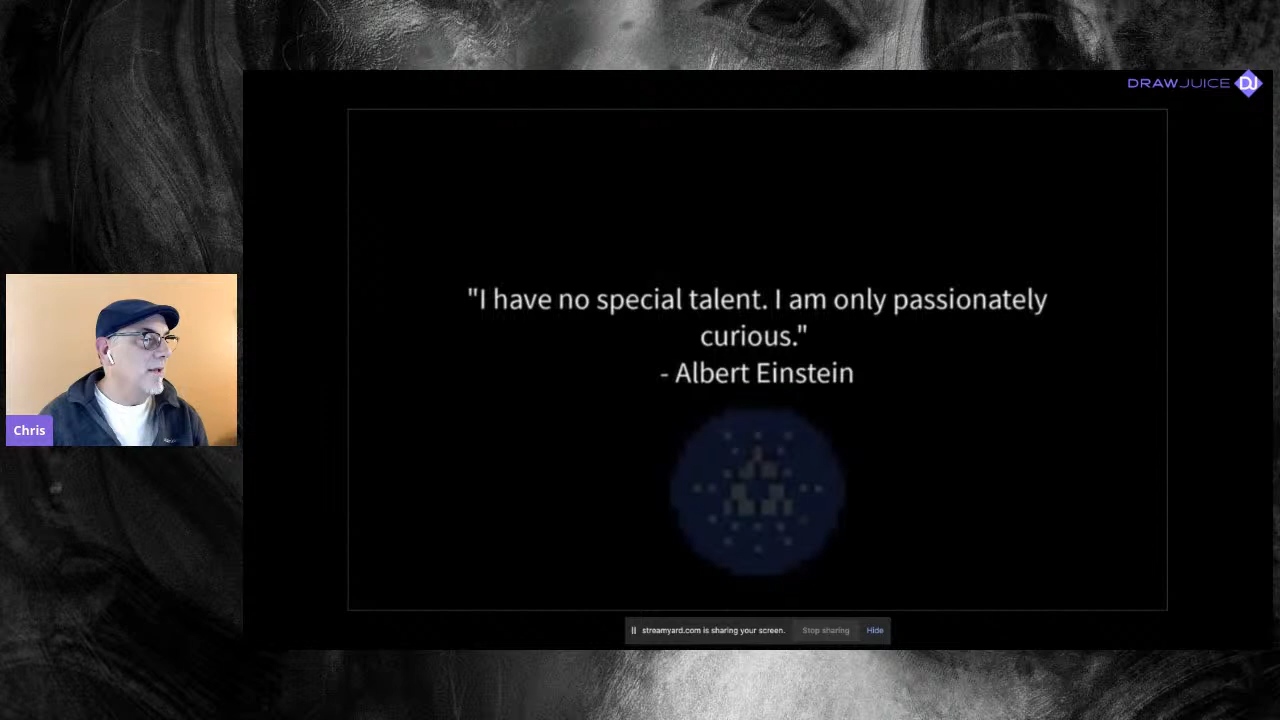 DRAWJUICE DJ
"I have no special talent. I am only passionately
curious."
- Albert Einstein
Chris
streamyard.com is sharing your screen. Stop sharing Hide